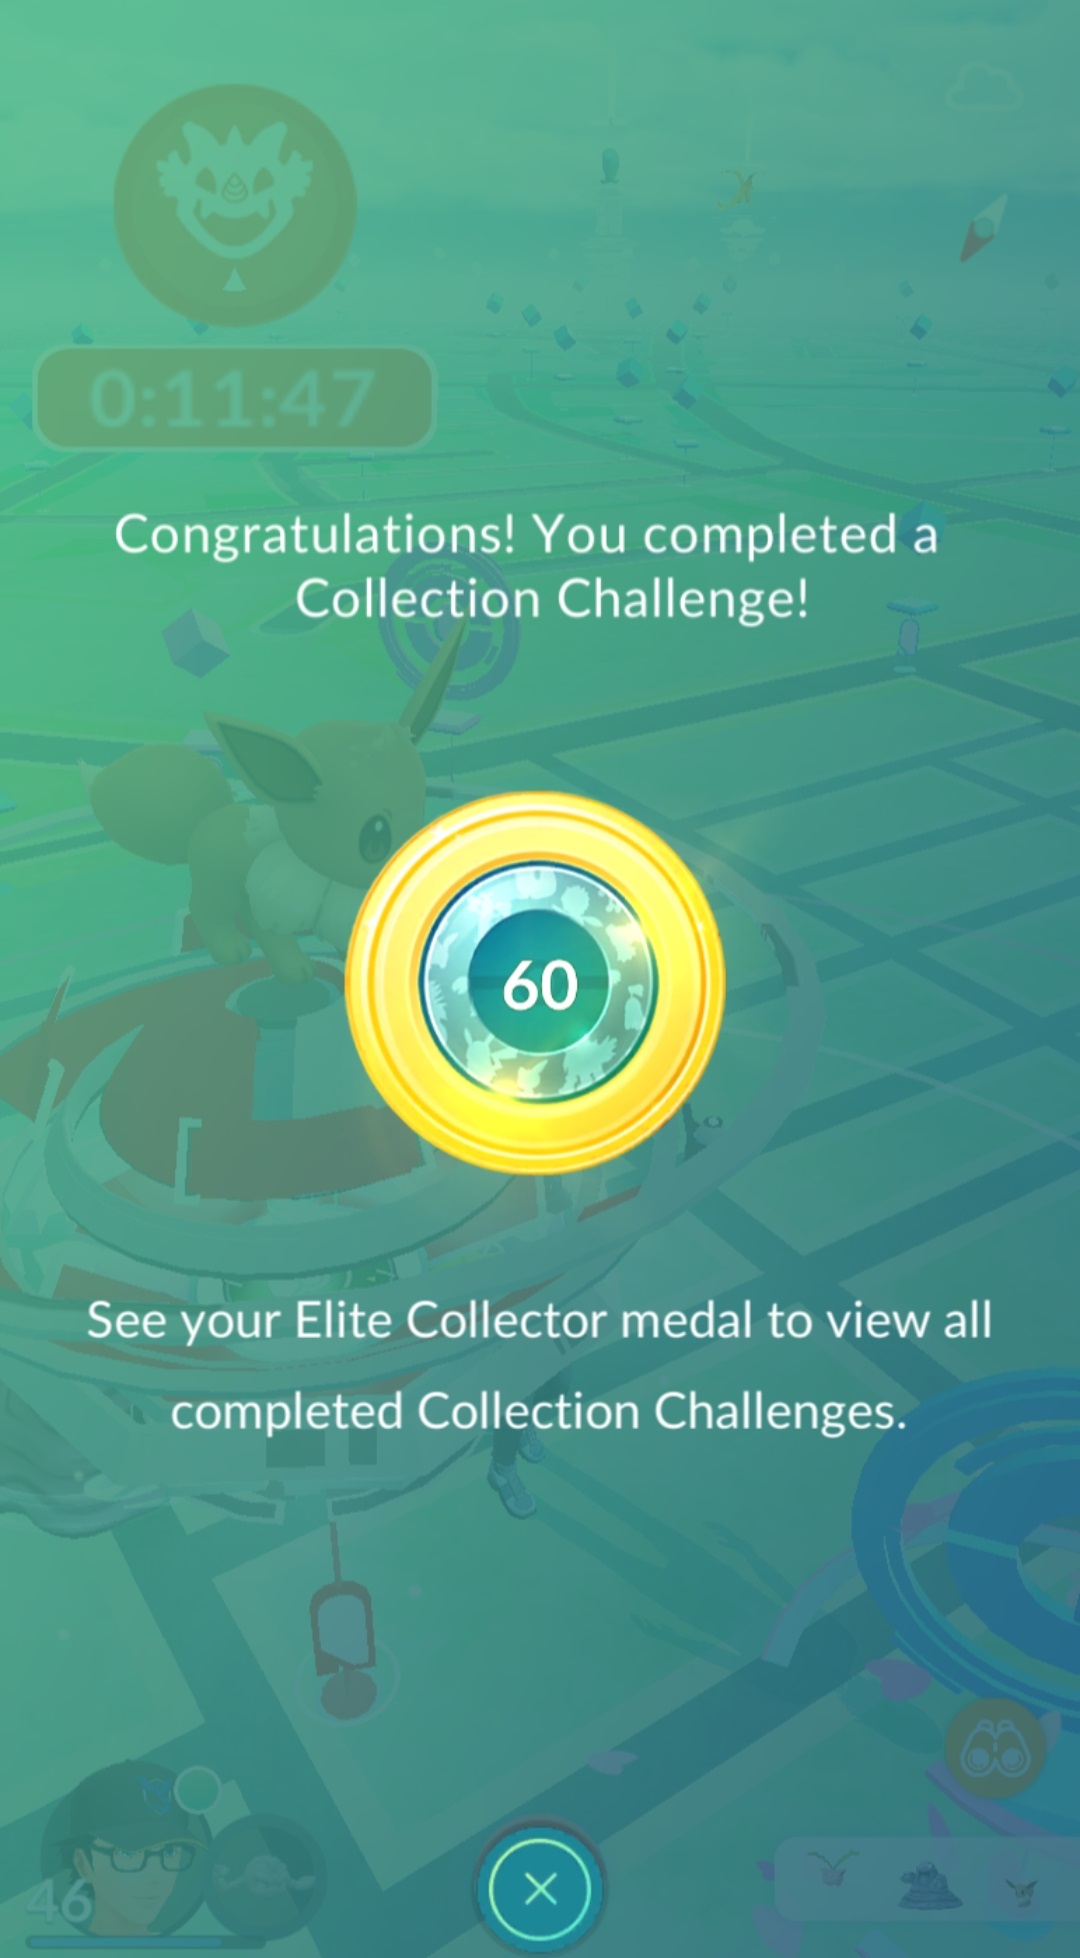 0:11:47
Congratulations! You completed a
Collection Challenge!
60
See your Elite Collector medal to view all
completed Collection Challenges.
46